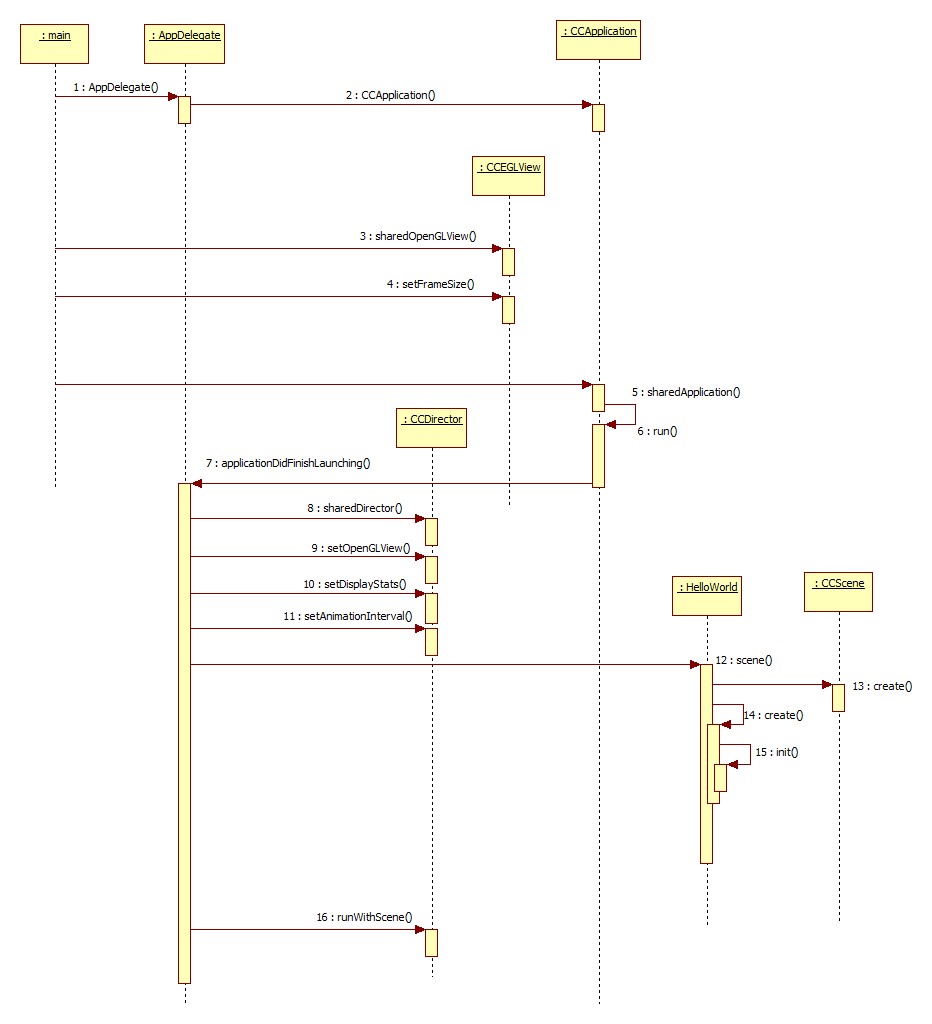 : main
: AppDelegate
: CCApplication
1 : AppDelegate()
2 : CCApplication()
: CCEGLView
3 : sharedOpenGLView()
4 : setFrameSize()
5 : sharedApplication()
: CCDirector
6 : run()
7 : applicationDidFinishLaunching()
8 : sharedDirector()
9 : setOpenGLView()
10 : setDisplayStats()
: HelloWorld
: CCScene
11 : setAnimationInterval()
12 : scene()
13 : create()
14 : create()
15 : init()
16 : runWithScene()